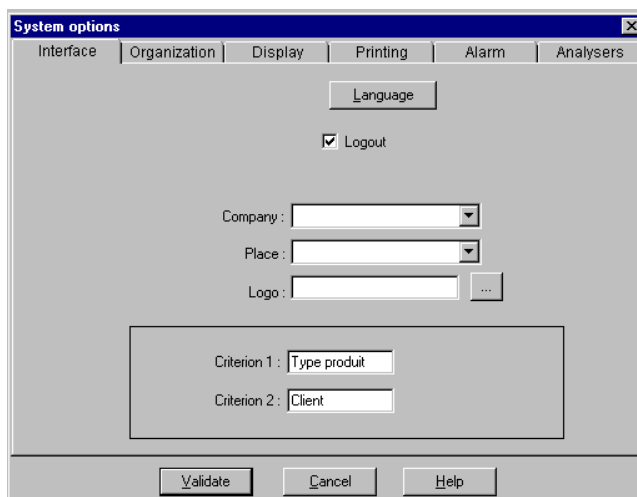 System options
Interface Organization Display Printing Alarm Analysers
Language
Logout
Company :
Place :
Logo : ...
Criterion 1 : Type produit
Criterion 2 : Client
Validate Cancel Help